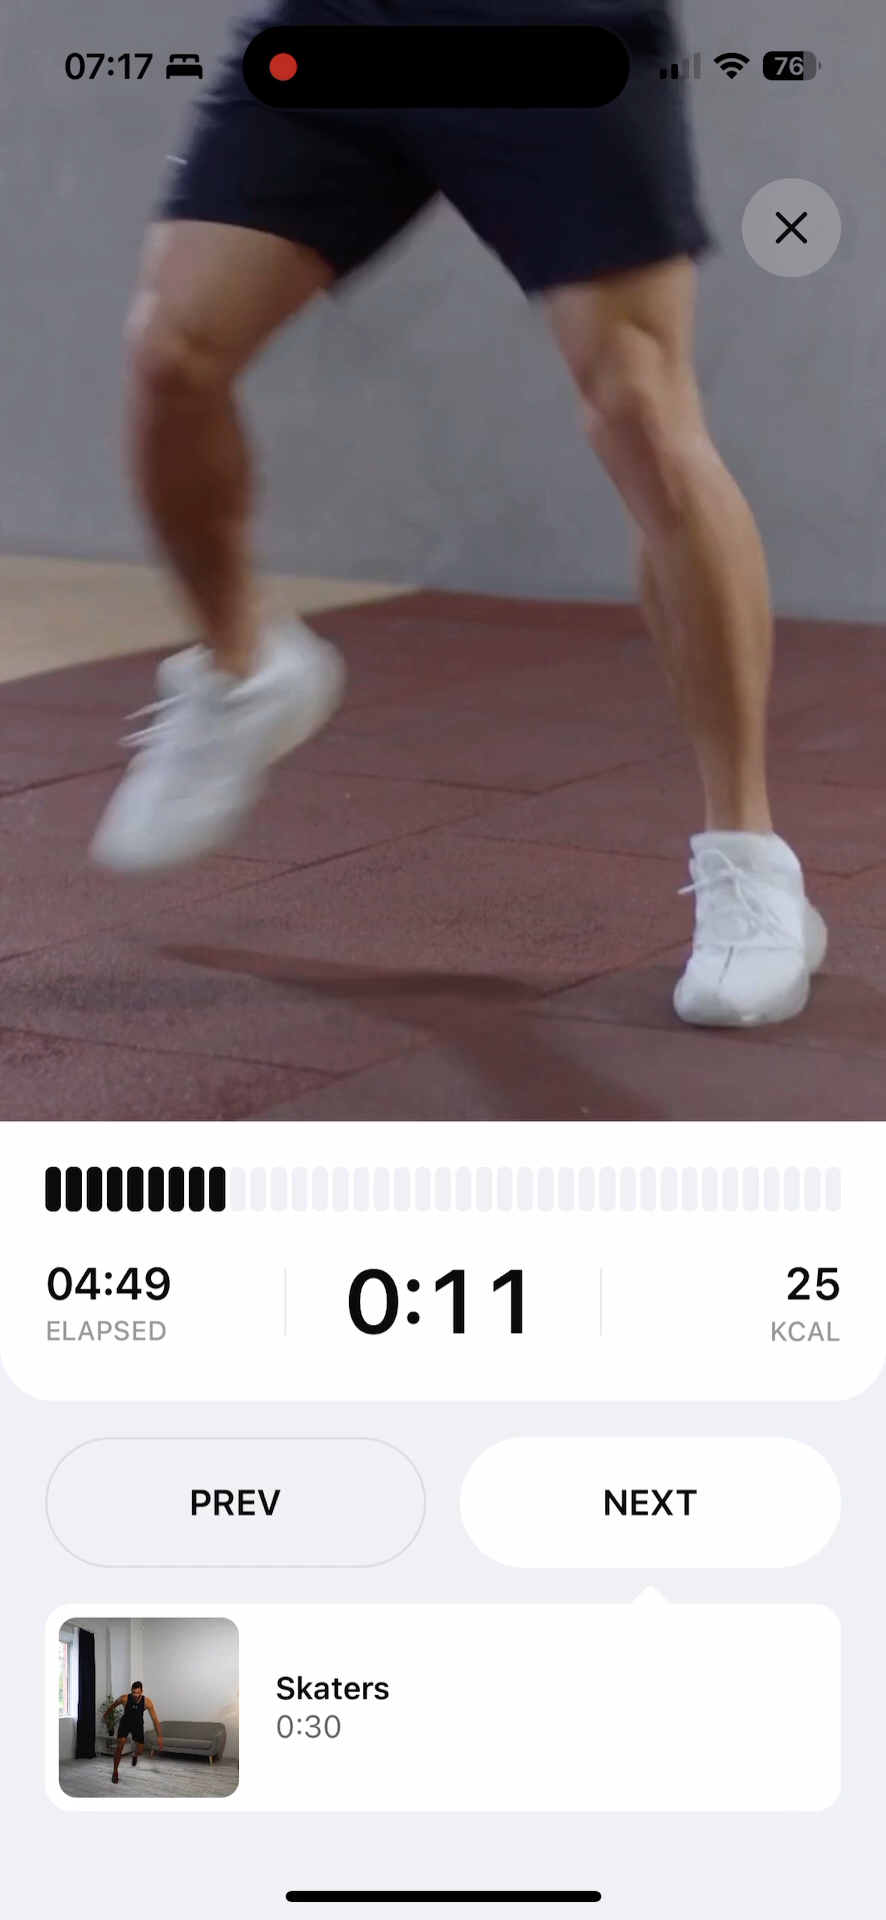 07:17
76
04:49
ELAPSED
0:11
25
KCAL
PREV
NEXT
Skaters
0:30